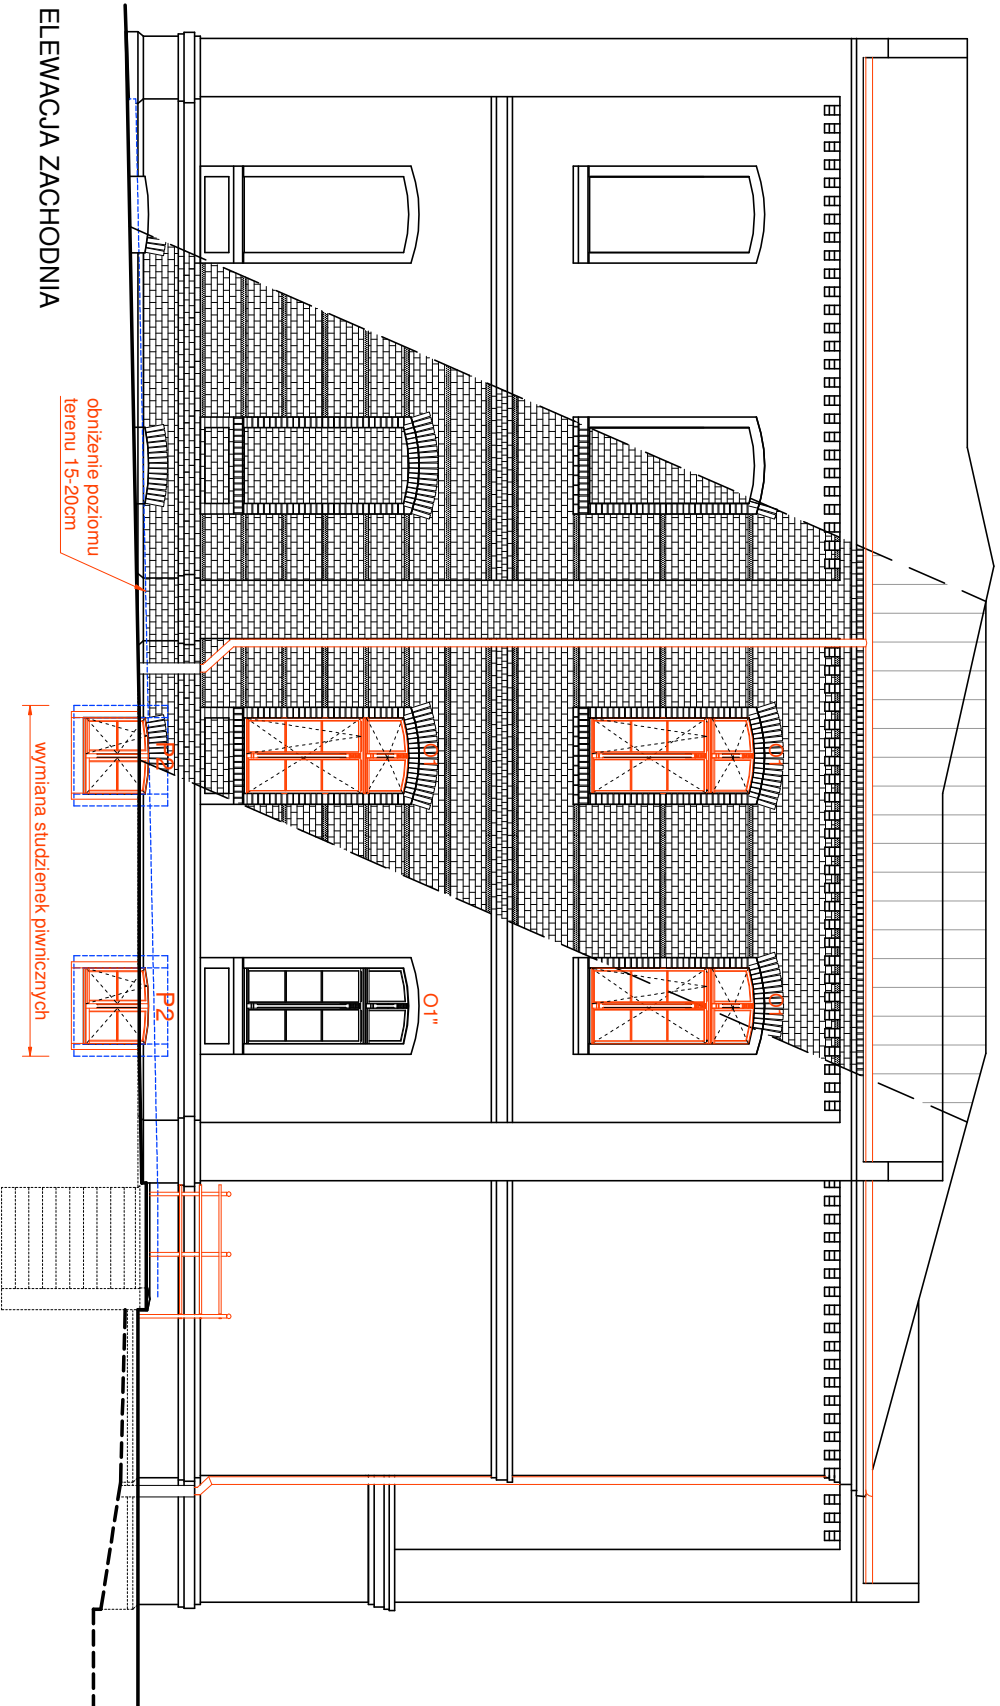 ELEWACJA ZACHODNIA
obniżenie poziomu
terenu 15-20cm
wymiana studzienek piwnicznych
O1
O1
O1
O1"
P2
P2